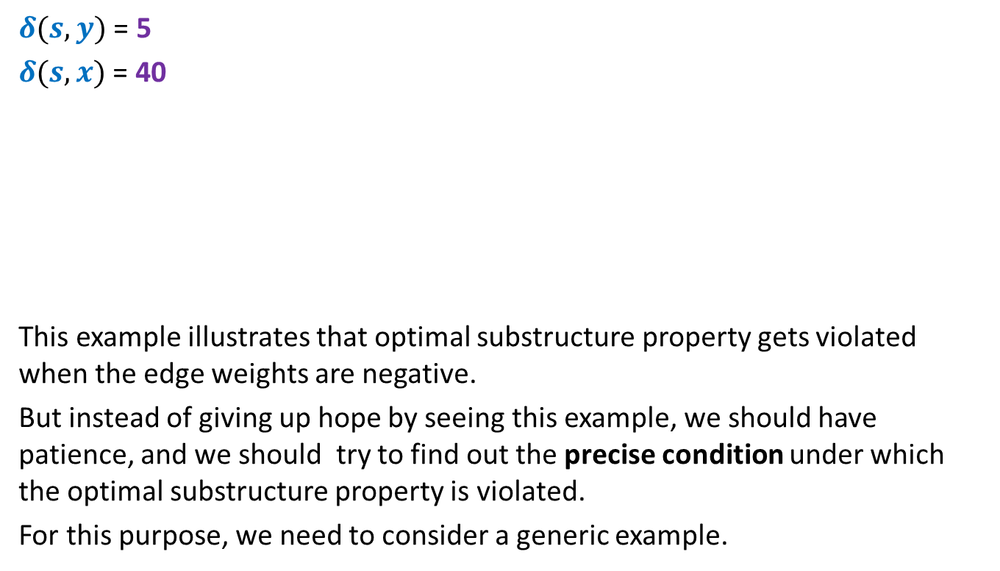 δ(s, y) = 5
δ(s, x) = 40
This example illustrates that optimal substructure property gets violated
when the edge weights are negative.
But instead of giving up hope by seeing this example, we should have
patience, and we should  try to find out the precise condition under which
the optimal substructure property is violated.
For this purpose, we need to consider a generic example.